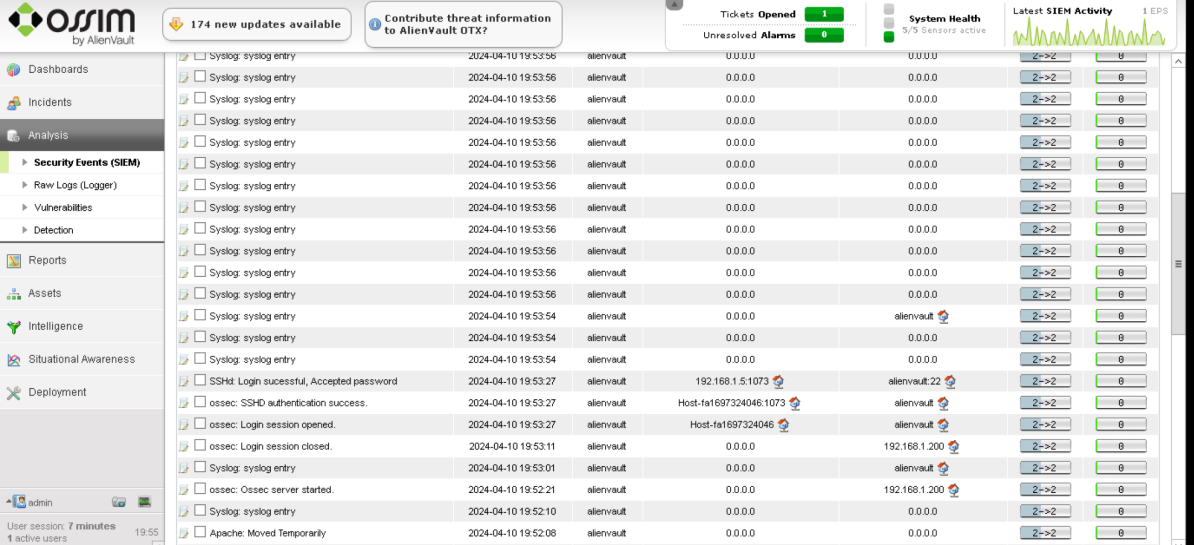 OSSIM
by AlienVault
174 new updates available
Contribute threat information
to AlienVault OTX?
Tickets Opened 1
Unresolved Alarms 0
System Health
5/5 Sensors active
Latest SIEM Activity 1 EPS
Dashboards
Incidents
Analysis
Security Events (SIEM)
Raw Logs (Logger)
Vulnerabilities
Detection
Reports
Assets
Intelligence
Situational Awareness
Deployment
admin
User session: 7 minutes
1 active users
19:55
Syslog: syslog entry 2024-04-10 19:53:56 alienvault 0.0.0.0 0.0.0.0 2->2 0
Syslog: syslog entry 2024-04-10 19:53:56 alienvault 0.0.0.0 0.0.0.0 2->2 0
Syslog: syslog entry 2024-04-10 19:53:56 alienvault 0.0.0.0 0.0.0.0 2->2 0
Syslog: syslog entry 2024-04-10 19:53:56 alienvault 0.0.0.0 0.0.0.0 2->2 0
Syslog: syslog entry 2024-04-10 19:53:56 alienvault 0.0.0.0 0.0.0.0 2->2 0
Syslog: syslog entry 2024-04-10 19:53:56 alienvault 0.0.0.0 0.0.0.0 2->2 0
Syslog: syslog entry 2024-04-10 19:53:56 alienvault 0.0.0.0 0.0.0.0 2->2 0
Syslog: syslog entry 2024-04-10 19:53:56 alienvault 0.0.0.0 0.0.0.0 2->2 0
Syslog: syslog entry 2024-04-10 19:53:56 alienvault 0.0.0.0 0.0.0.0 2->2 0
Syslog: syslog entry 2024-04-10 19:53:56 alienvault 0.0.0.0 0.0.0.0 2->2 0
Syslog: syslog entry 2024-04-10 19:53:56 alienvault 0.0.0.0 0.0.0.0 2->2 0
Syslog: syslog entry 2024-04-10 19:53:56 alienvault 0.0.0.0 0.0.0.0 2->2 0
Syslog: syslog entry 2024-04-10 19:53:54 alienvault 0.0.0.0 alienvault 2->2 0
Syslog: syslog entry 2024-04-10 19:53:54 alienvault 0.0.0.0 0.0.0.0 2->2 0
Syslog: syslog entry 2024-04-10 19:53:54 alienvault 0.0.0.0 0.0.0.0 2->2 0
SSHd: Login sucessful, Accepted password 2024-04-10 19:53:27 alienvault 192.168.1.5:1073 alienvault:22 2->2 0
ossec: SSHD authentication success. 2024-04-10 19:53:27 alienvault Host-fa1697324046:1073 alienvault 2->2 0
ossec: Login session opened. 2024-04-10 19:53:27 alienvault Host-fa1697324046 alienvault 2->2 0
ossec: Login session closed. 2024-04-10 19:53:11 alienvault 0.0.0.0 192.168.1.200 2->2 0
Syslog: syslog entry 2024-04-10 19:53:01 alienvault 0.0.0.0 alienvault 2->2 0
ossec: Ossec server started. 2024-04-10 19:52:21 alienvault 0.0.0.0 192.168.1.200 2->2 0
Syslog: syslog entry 2024-04-10 19:52:10 alienvault 0.0.0.0 0.0.0.0 2->2 0
Apache: Moved Temporarily 2024-04-10 19:52:08 alienvault 0.0.0.0 0.0.0.0 2->2 0